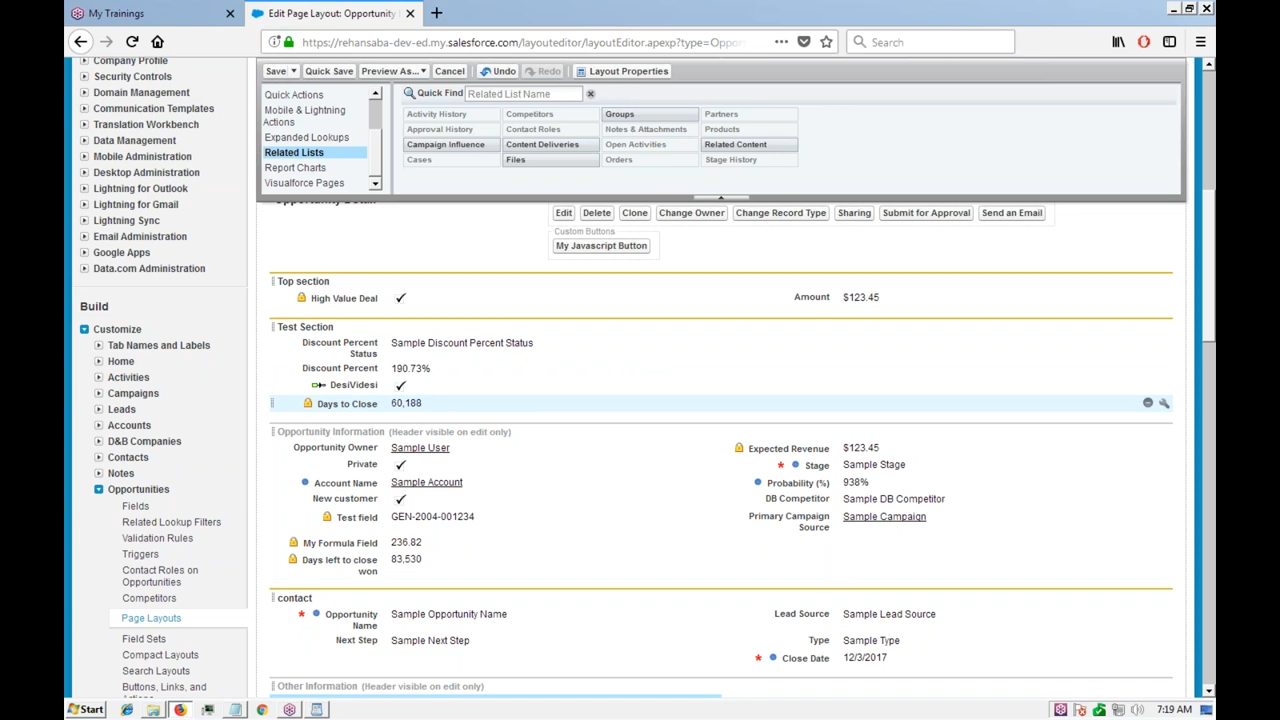 My Trainings
Edit Page Layout: Opportunity
https://rehansaba-dev-ed.my.salesforce.com/layouteditor/layoutEditor.apexp?type=Oppor
Search
Company Profile
Security Controls
Domain Management
Communication Templates
Translation Workbench
Data Management
Mobile Administration
Desktop Administration
Lightning for Outlook
Lightning for Gmail
Lightning Sync
Email Administration
Google Apps
Data.com Administration
Build
Customize
Tab Names and Labels
Home
Activities
Campaigns
Leads
Accounts
D&B Companies
Contacts
Notes
Opportunities
Fields
Related Lookup Filters
Validation Rules
Triggers
Contact Roles on
Opportunities
Competitors
Page Layouts
Field Sets
Compact Layouts
Search Layouts
Buttons, Links, and
Save Quick Save Preview As... Cancel Undo Redo Layout Properties
Quick Actions
Mobile & Lightning
Actions
Expanded Lookups
Related Lists
Report Charts
Visualforce Pages
Quick Find Related List Name
Activity History Competitors Groups Partners
Approval History Contact Roles Notes & Attachments Products
Campaign Influence Content Deliveries Open Activities Related Content
Cases Files Orders Stage History
Opportunity Detail
Edit Delete Clone Change Owner Change Record Type Sharing Submit for Approval Send an Email
Custom Buttons
My Javascript Button
Top section
High Value Deal Amount $123.45
Test Section
Discount Percent
Status Sample Discount Percent Status
Discount Percent 190.73%
DesiVidesi
Days to Close 60,188
Opportunity Information (Header visible on edit only)
Opportunity Owner Sample User Expected Revenue $123.45
Private Stage Sample Stage
Account Name Sample Account Probability (%) 938%
New customer DB Competitor Sample DB Competitor
Test field GEN-2004-001234 Primary Campaign
Source Sample Campaign
My Formula Field 236.82
Days left to close
won 83,530
contact
Opportunity
Name Sample Opportunity Name Lead Source Sample Lead Source
Next Step Sample Next Step Type Sample Type
Close Date 12/3/2017
Other Information (Header visible on edit only)
Start 7:19 AM